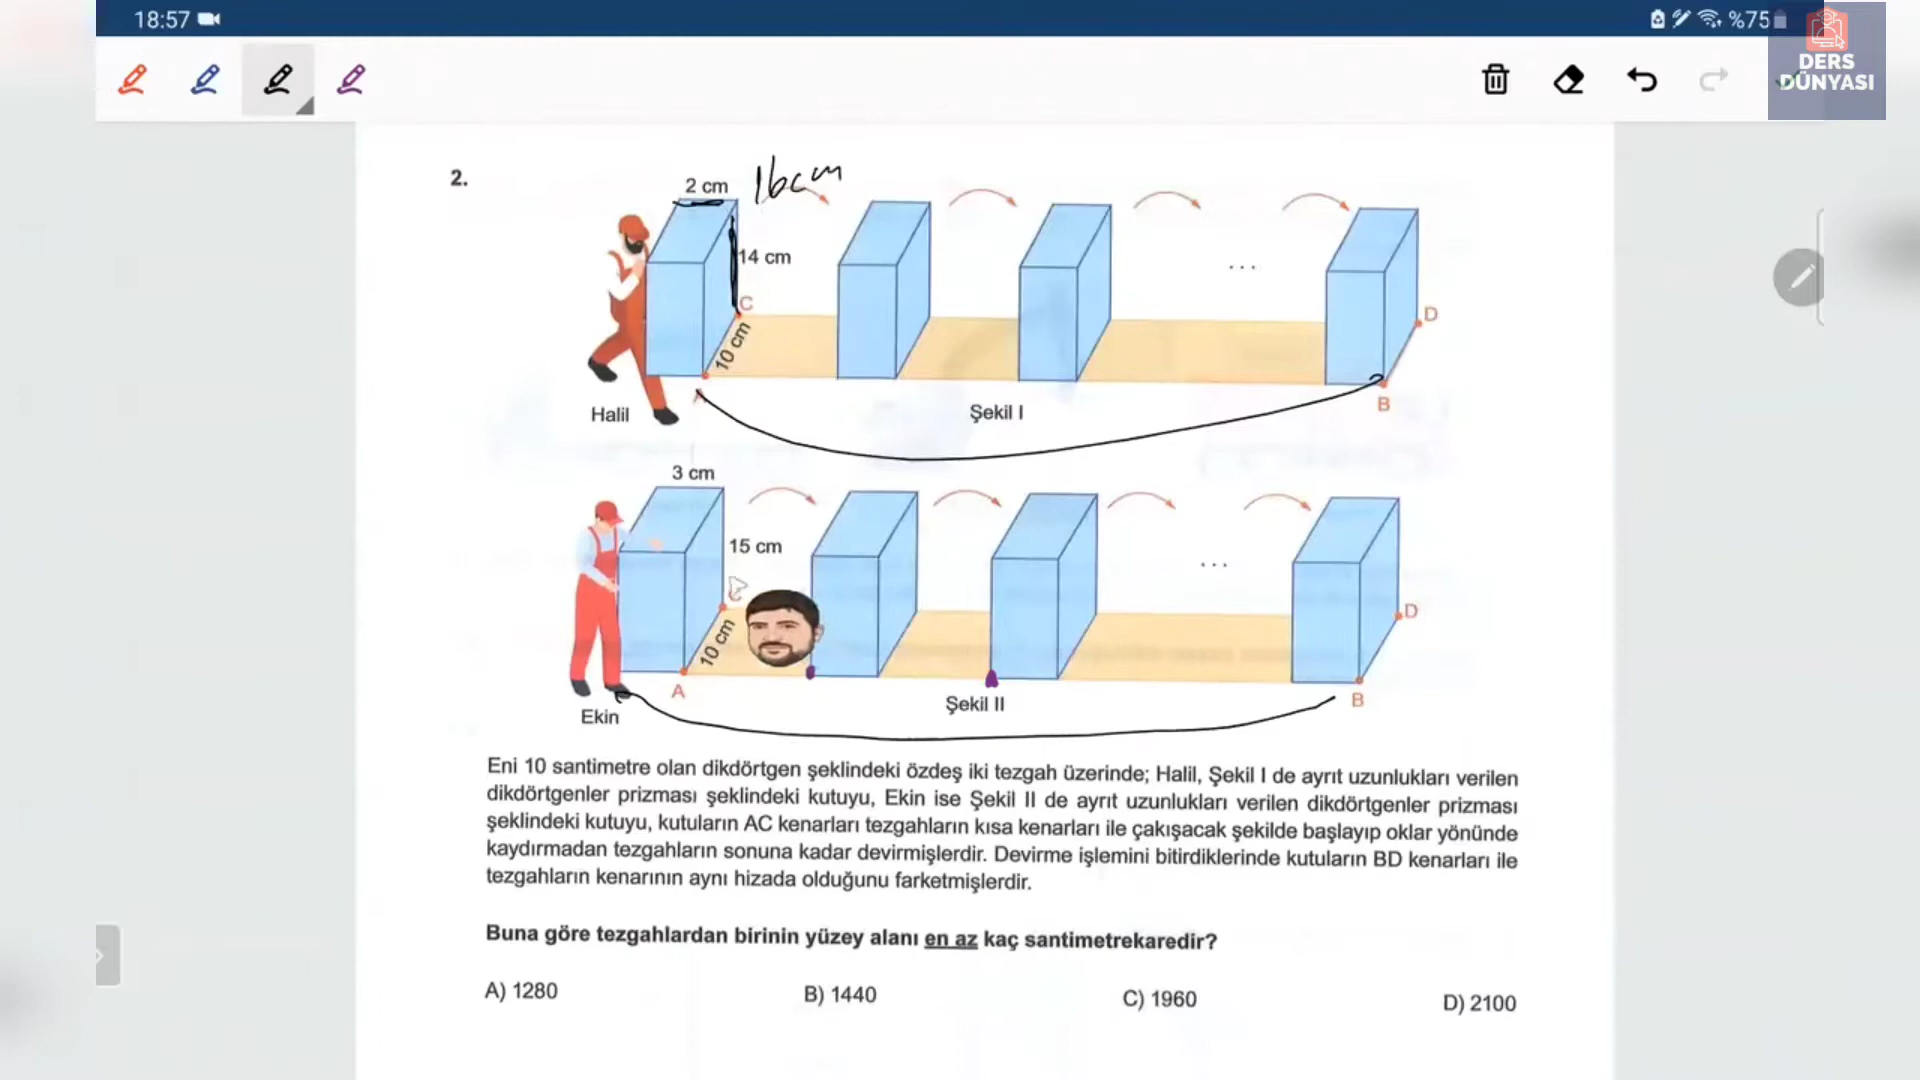 18:57
%75
DERS
DÜNYASI
2.
2 cm
16cm
14 cm
C
10 cm
D
...
A
Halil
Şekil I
B
3 cm
15 cm
C
10 cm
D
...
A
Ekin
Şekil II
B
Eni 10 santimetre olan dikdörtgen şeklindeki özdeş iki tezgah üzerinde; Halil, Şekil I de ayrıt uzunlukları verilen
dikdörtgenler prizması şeklindeki kutuyu, Ekin ise Şekil II de ayrıt uzunlukları verilen dikdörtgenler prizması
şeklindeki kutuyu, kutuların AC kenarları tezgahların kısa kenarları ile çakışacak şekilde başlayıp oklar yönünde
kaydırmadan tezgahların sonuna kadar devirmişlerdir. Devirme işlemini bitirdiklerinde kutuların BD kenarları ile
tezgahların kenarının aynı hizada olduğunu farketmişlerdir.
Buna göre tezgahlardan birinin yüzey alanı en az kaç santimetrekaredir?
A) 1280
B) 1440
C) 1960
D) 2100